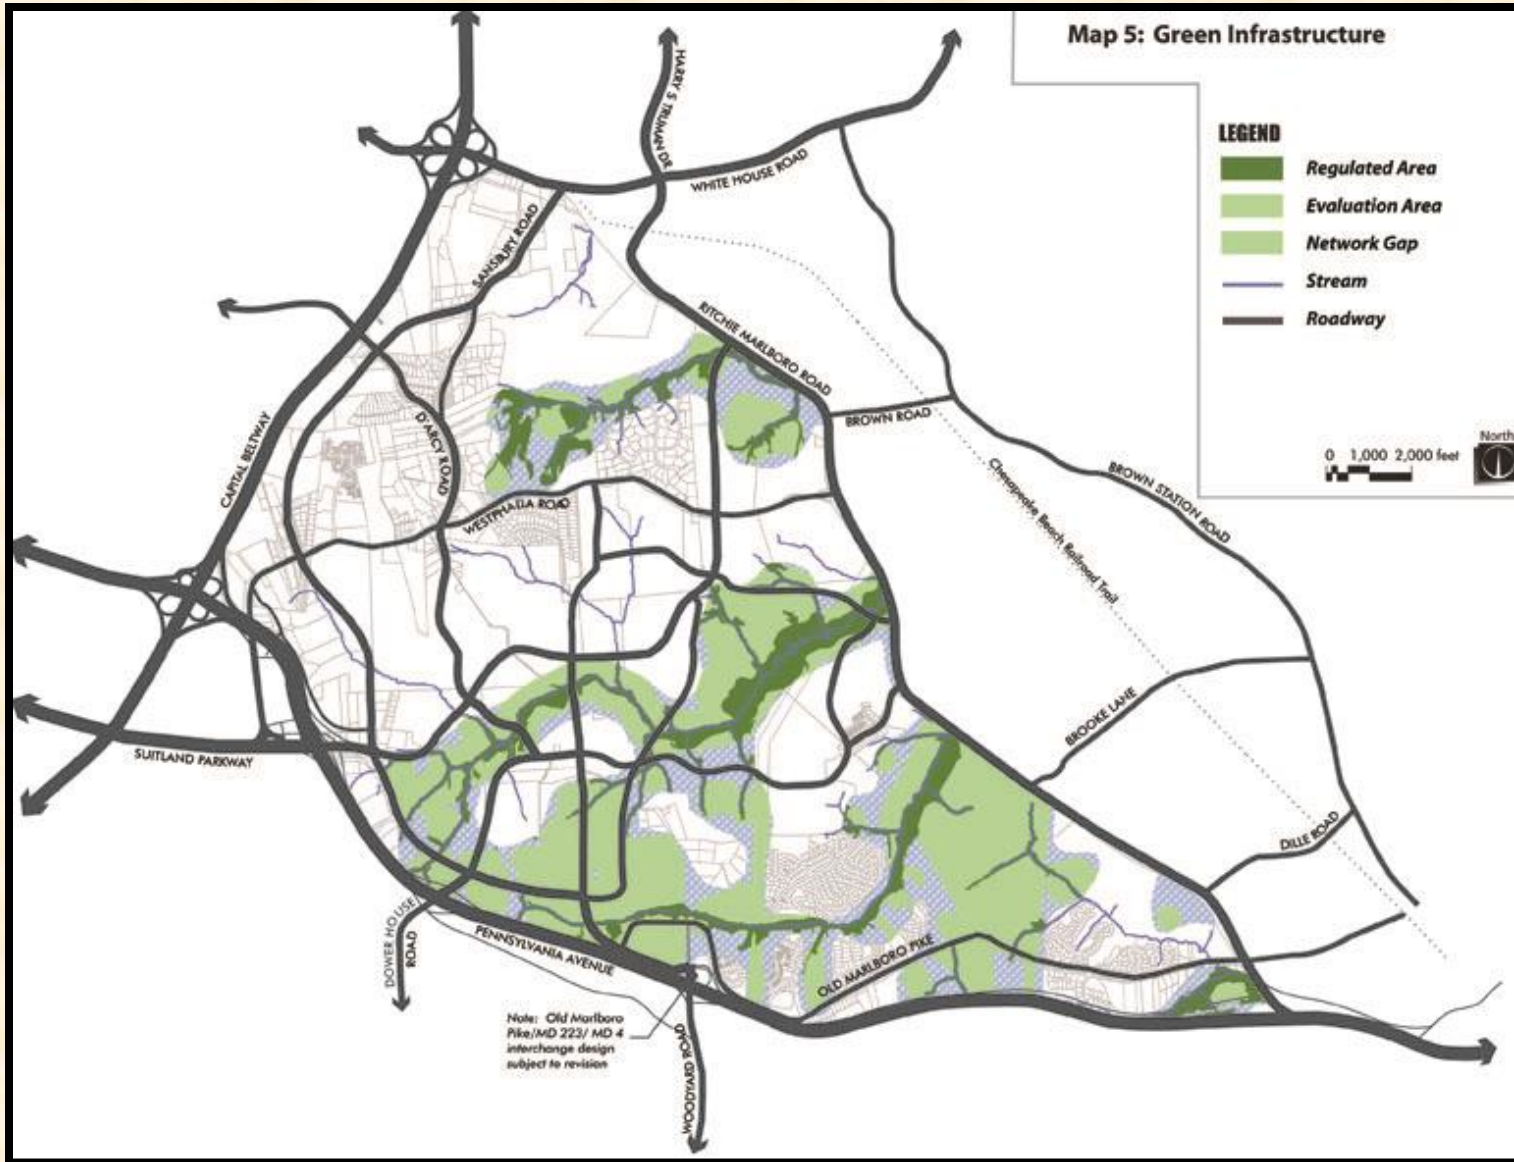 Map 5: Green Infrastructure
LEGEND
Regulated Area
Evaluation Area
Network Gap
Stream
Roadway
North
0 1,000 2,000 feet
HARRY S TRUMAN DR
WHITE HOUSE ROAD
SANSBURY ROAD
RITCHIE MARLBORO ROAD
D'ARCY ROAD
CAPITAL BELTWAY
BROWN ROAD
WESTPHALIA ROAD
Chesapeake Beach Railroad Trail
BROWN STATION ROAD
BROOKE LANE
SUITLAND PARKWAY
DILLE ROAD
DOWER HOUSE
ROAD
PENNSYLVANIA AVENUE
OLD MARLBORO PIKE
Note: Old Marlboro
Pike/MD 223/ MD 4
interchange design
subject to revision
WOODYARD ROAD